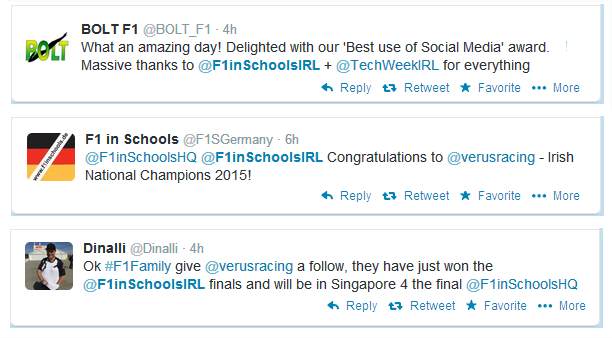 BOLT F1 @BOLT_F1 · 4h
BOLT
What an amazing day! Delighted with our 'Best use of Social Media' award.
Massive thanks to @F1inSchoolsIRL + @TechWeekIRL for everything
Reply Retweet Favorite More
F1 in Schools @F1SGermany · 6h
www.f1inschools.de
@F1inSchoolsHQ @F1inSchoolsIRL Congratulations to @verusracing - Irish
National Champions 2015!
Reply Retweet Favorite More
Dinalli @Dinalli · 4h
Ok #F1Family give @verusracing a follow, they have just won the
@F1inSchoolsIRL finals and will be in Singapore 4 the final @F1inSchoolsHQ
Reply Retweet Favorite More